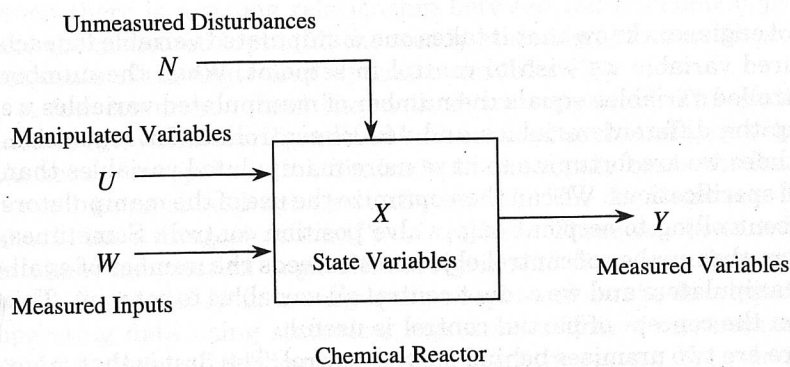 Unmeasured Disturbances
N
Manipulated Variables
U
X
Y
W
State Variables
Measured Variables
Measured Inputs
Chemical Reactor